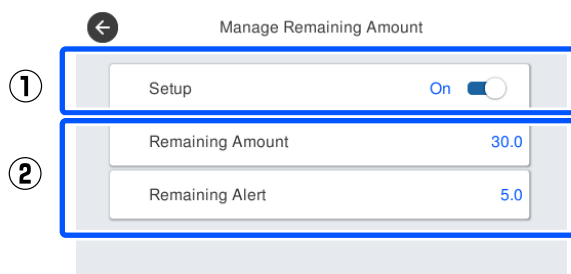 Manage Remaining Amount
① Setup On
② Remaining Amount 30.0
Remaining Alert 5.0